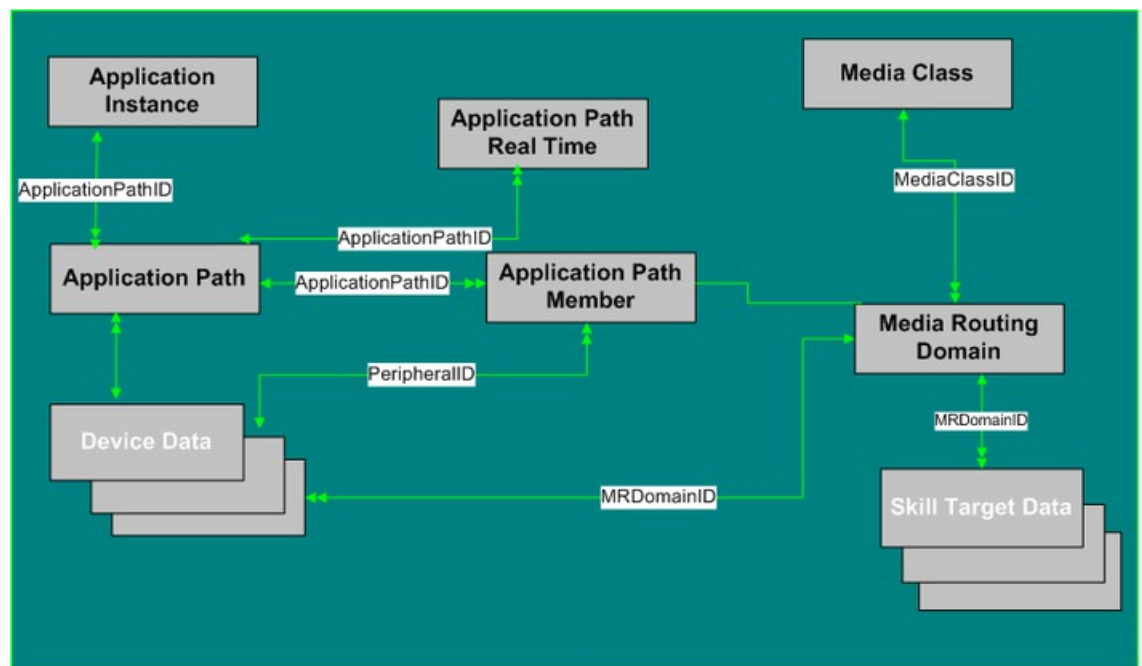 Application
Instance
Media Class
Application Path
Real Time
ApplicationPathID
MediaClassID
ApplicationPathID
Application Path
ApplicationPathID
Application Path
Member
Media Routing
Domain
PeripheralID
Device Data
MRDomainID
MRDomainID
Skill Target Data